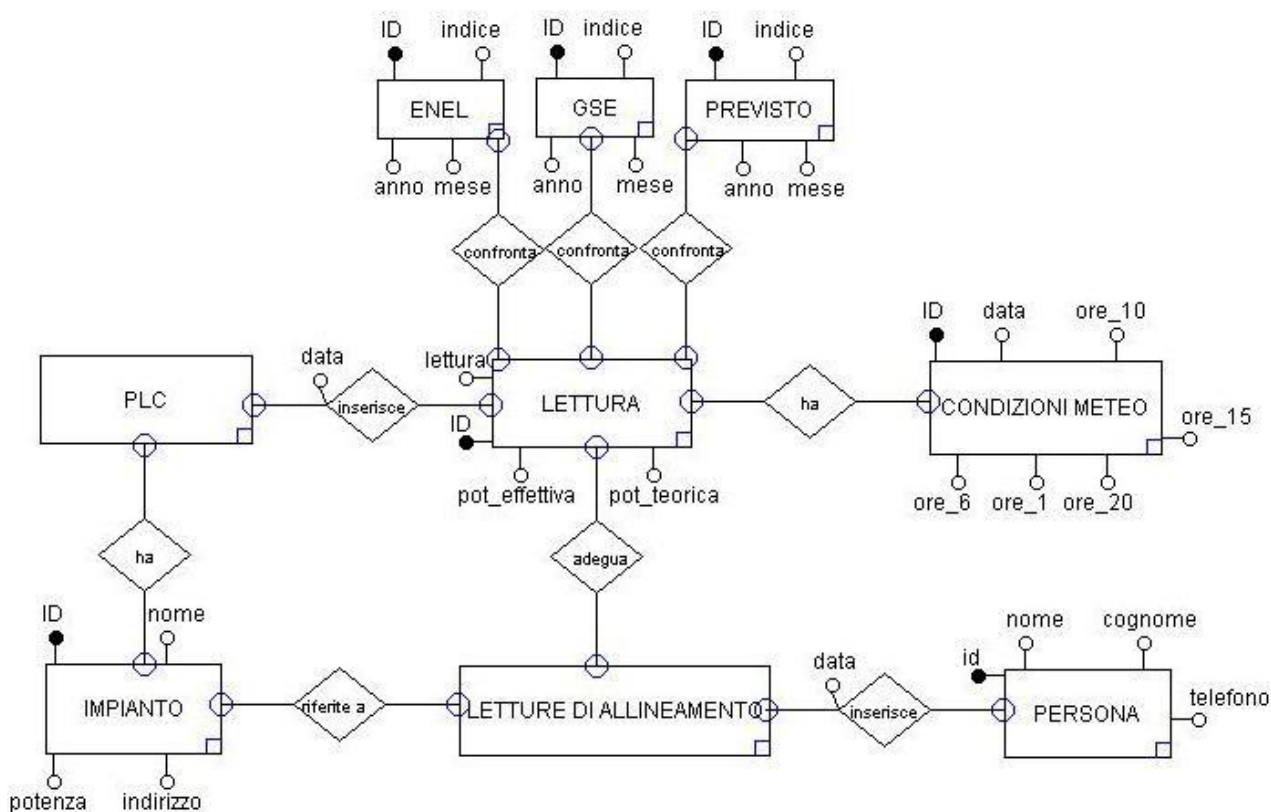 ID indice ID indice ID indice
ENEL GSE PREVISTO
anno mese anno mese anno mese
confronta confronta confronta
ID data ore_10
data lettura
PLC inserisce LETTURA ha CONDIZIONI METEO
ID ore_15
pot_effettiva pot_teorica ore_6 ore_1 ore_20
ha adegua
ID nome nome cognome
data id
IMPIANTO riferite a LETTURE DI ALLINEAMENTO inserisce PERSONA telefono
potenza indirizzo